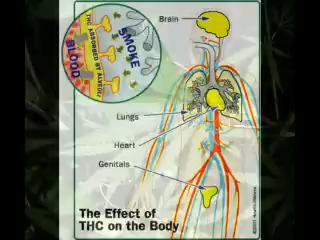 Brain
SMOKE
THC ABSORBED BY ALVEOLI
BLOOD
Lungs
Heart
Genitals
The Effect of
THC on the Body